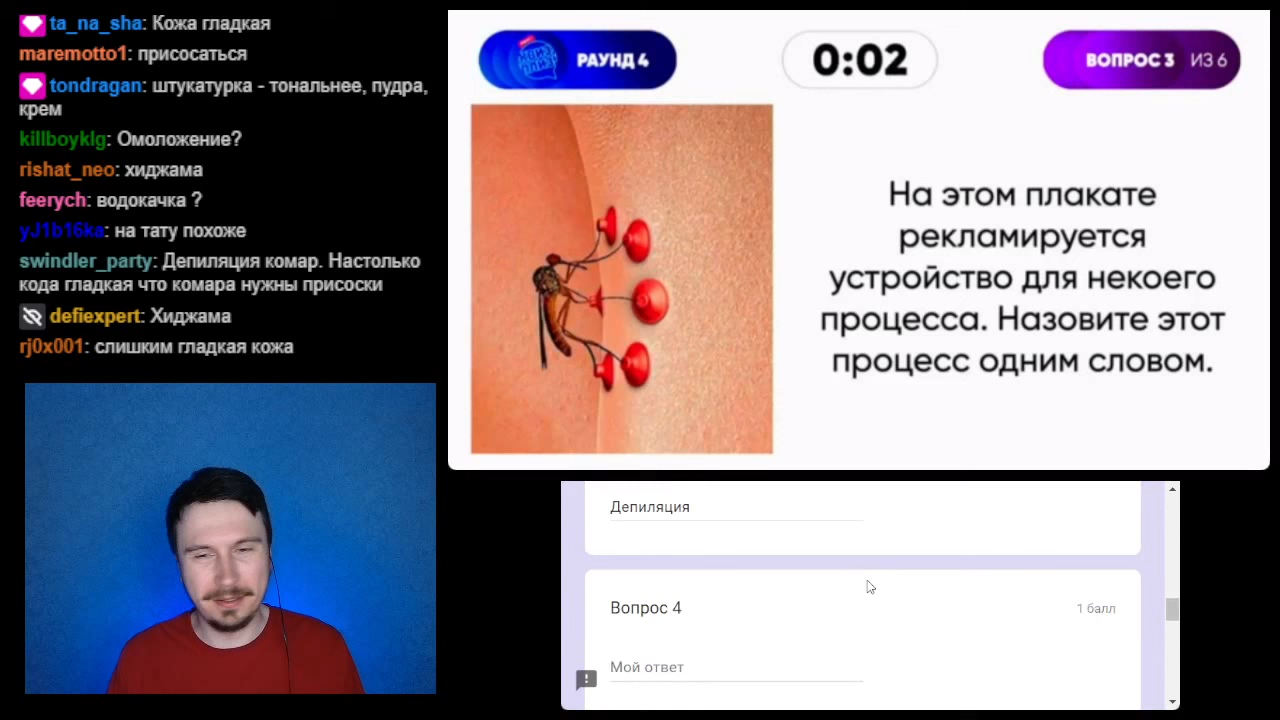 ta_na_sha: Кожа гладкая
maremotto1: присосаться
tondragan: штукатурка - тональнее, пудра,
крем
killboyklg: Омоложение?
rishat_neo: хиджама
feerych: водокачка ?
yJ1b16ka: на тату похоже
swindler_party: Депиляция комар. Настолько
кода гладкая что комара нужны присоски
defiexpert: Хиджама
rj0x001: слишким гладкая кожа
РАУНД 4
0:02
ВОПРОС 3 ИЗ 6
На этом плакате
рекламируется
устройство для некоего
процесса. Назовите этот
процесс одним словом.
Депиляция
Вопрос 4
1 балл
Мой ответ